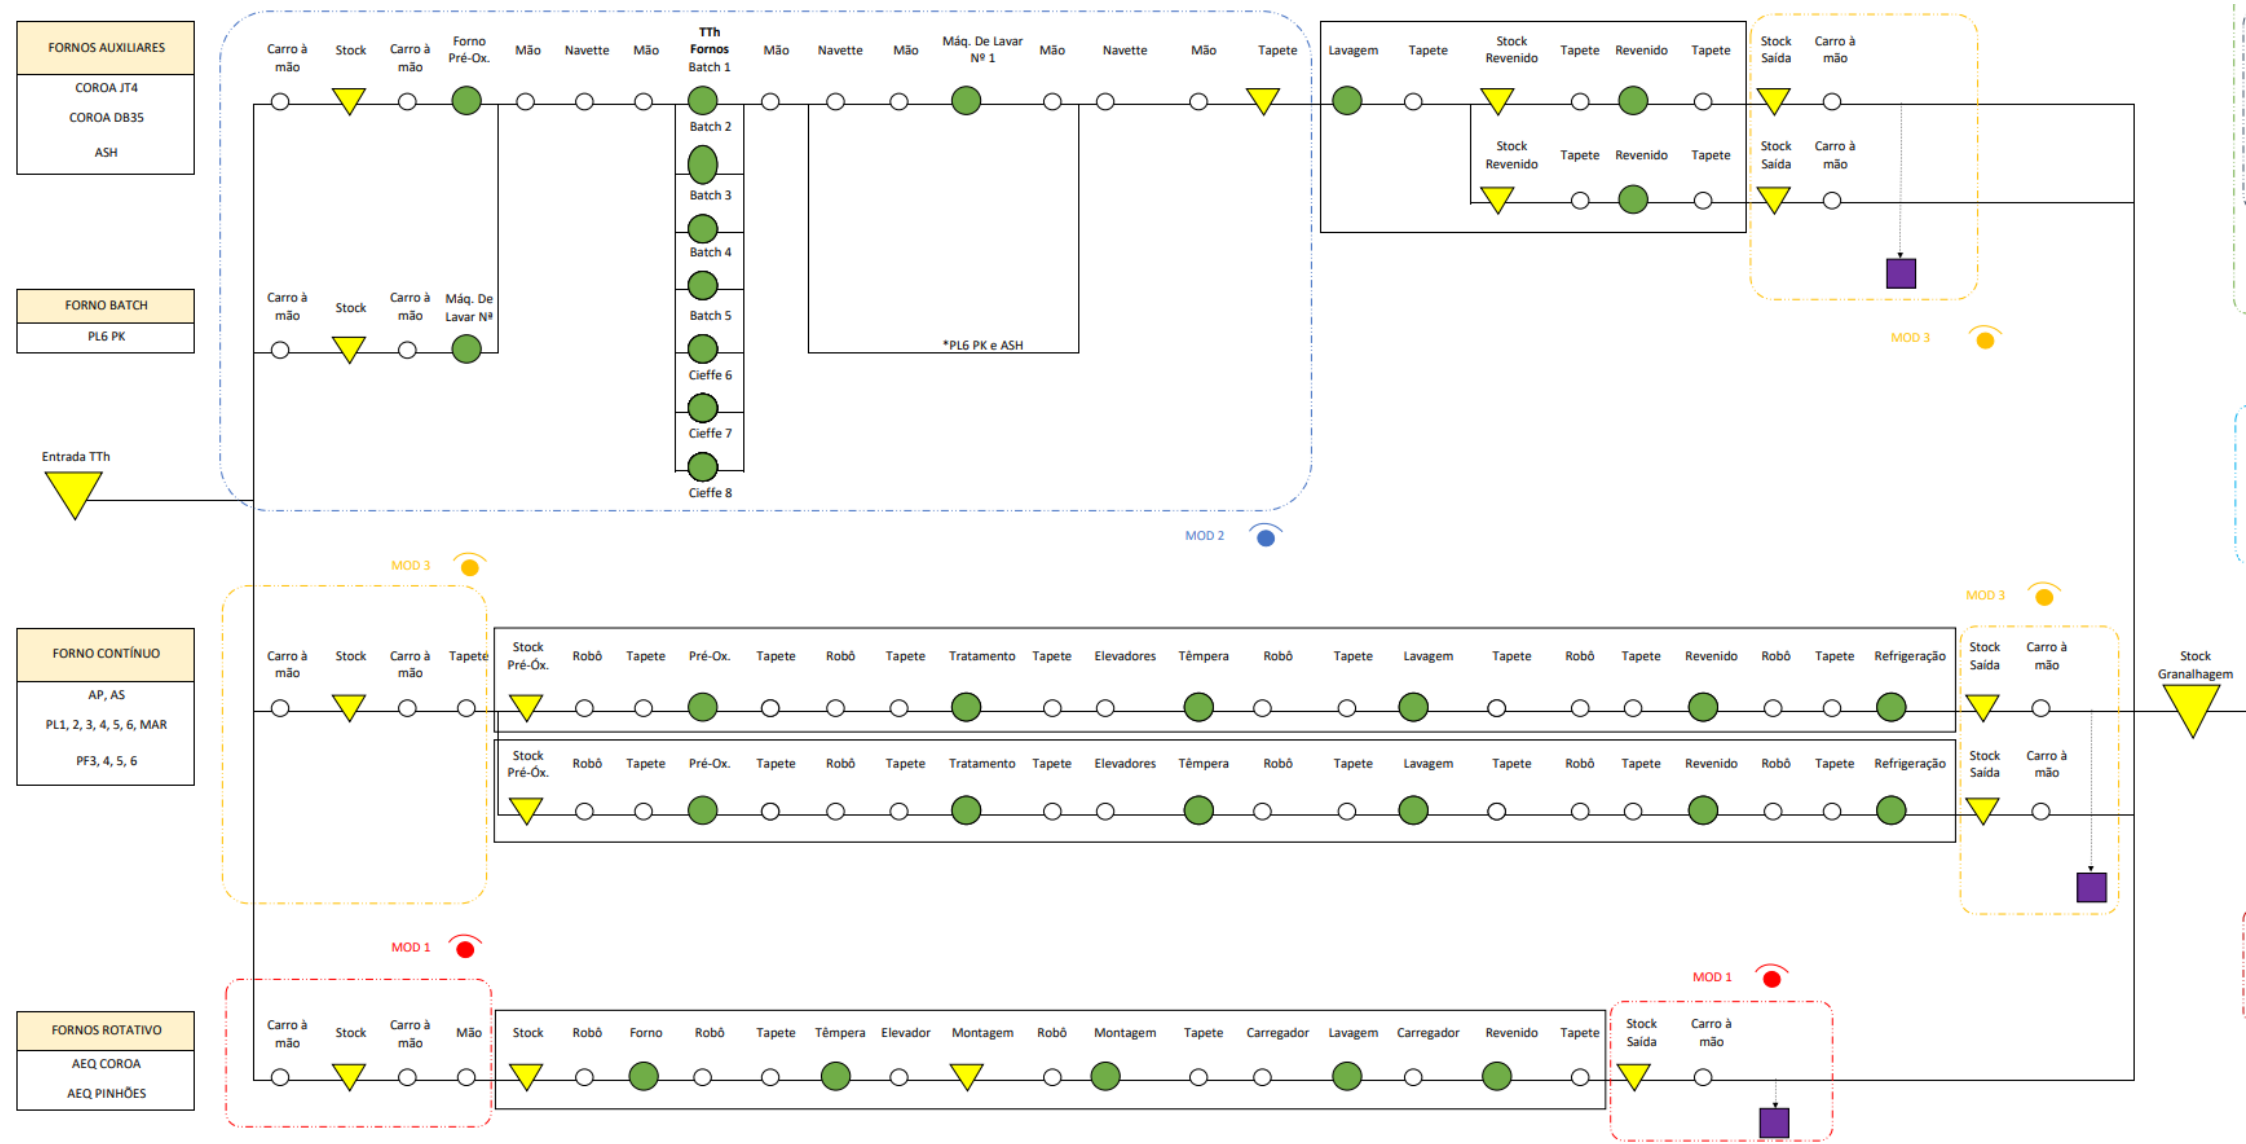 FORNOS AUXILIARES
COROA JT4
COROA DB35
ASH
Carro à
mão
Stock
Carro à
mão
Forno
Pré-Ox.
Mão
Navette
Mão
TTh
Fornos
Batch 1
Mão
Navette
Mão
Máq. De Lavar
Nº 1
Mão
Navette
Mão
Tapete
Lavagem
Tapete
Stock
Revenido
Tapete
Revenido
Tapete
Stock
Saída
Carro à
mão
Batch 2
Stock
Revenido
Tapete
Revenido
Tapete
Stock
Saída
Carro à
mão
Batch 3
Batch 4
FORNO BATCH
PL6 PK
Carro à
mão
Stock
Carro à
mão
Máq. De
Lavar Nª
Batch 5
*PL6 PK e ASH
MOD 3
Cieffe 6
Cieffe 7
Cieffe 8
Entrada TTh
MOD 2
MOD 3
MOD 3
FORNO CONTÍNUO
AP, AS
PL1, 2, 3, 4, 5, 6, MAR
PF3, 4, 5, 6
Carro à
mão
Stock
Carro à
mão
Tapete
Stock
Pré-Óx.
Robô
Tapete
Pré-Ox.
Tapete
Robô
Tapete
Tratamento
Tapete
Elevadores
Têmpera
Robô
Tapete
Lavagem
Tapete
Robô
Tapete
Revenido
Robô
Tapete
Refrigeração
Stock
Saída
Carro à
mão
Stock
Granalhagem
Stock
Pré-Óx.
Robô
Tapete
Pré-Ox.
Tapete
Robô
Tapete
Tratamento
Tapete
Elevadores
Têmpera
Robô
Tapete
Lavagem
Tapete
Robô
Tapete
Revenido
Robô
Tapete
Refrigeração
Stock
Saída
Carro à
mão
MOD 1
MOD 1
FORNOS ROTATIVO
AEQ COROA
AEQ PINHÕES
Carro à
mão
Stock
Carro à
mão
Mão
Stock
Robô
Forno
Robô
Tapete
Têmpera
Elevador
Montagem
Robô
Montagem
Tapete
Carregador
Lavagem
Carregador
Revenido
Tapete
Stock
Saída
Carro à
mão